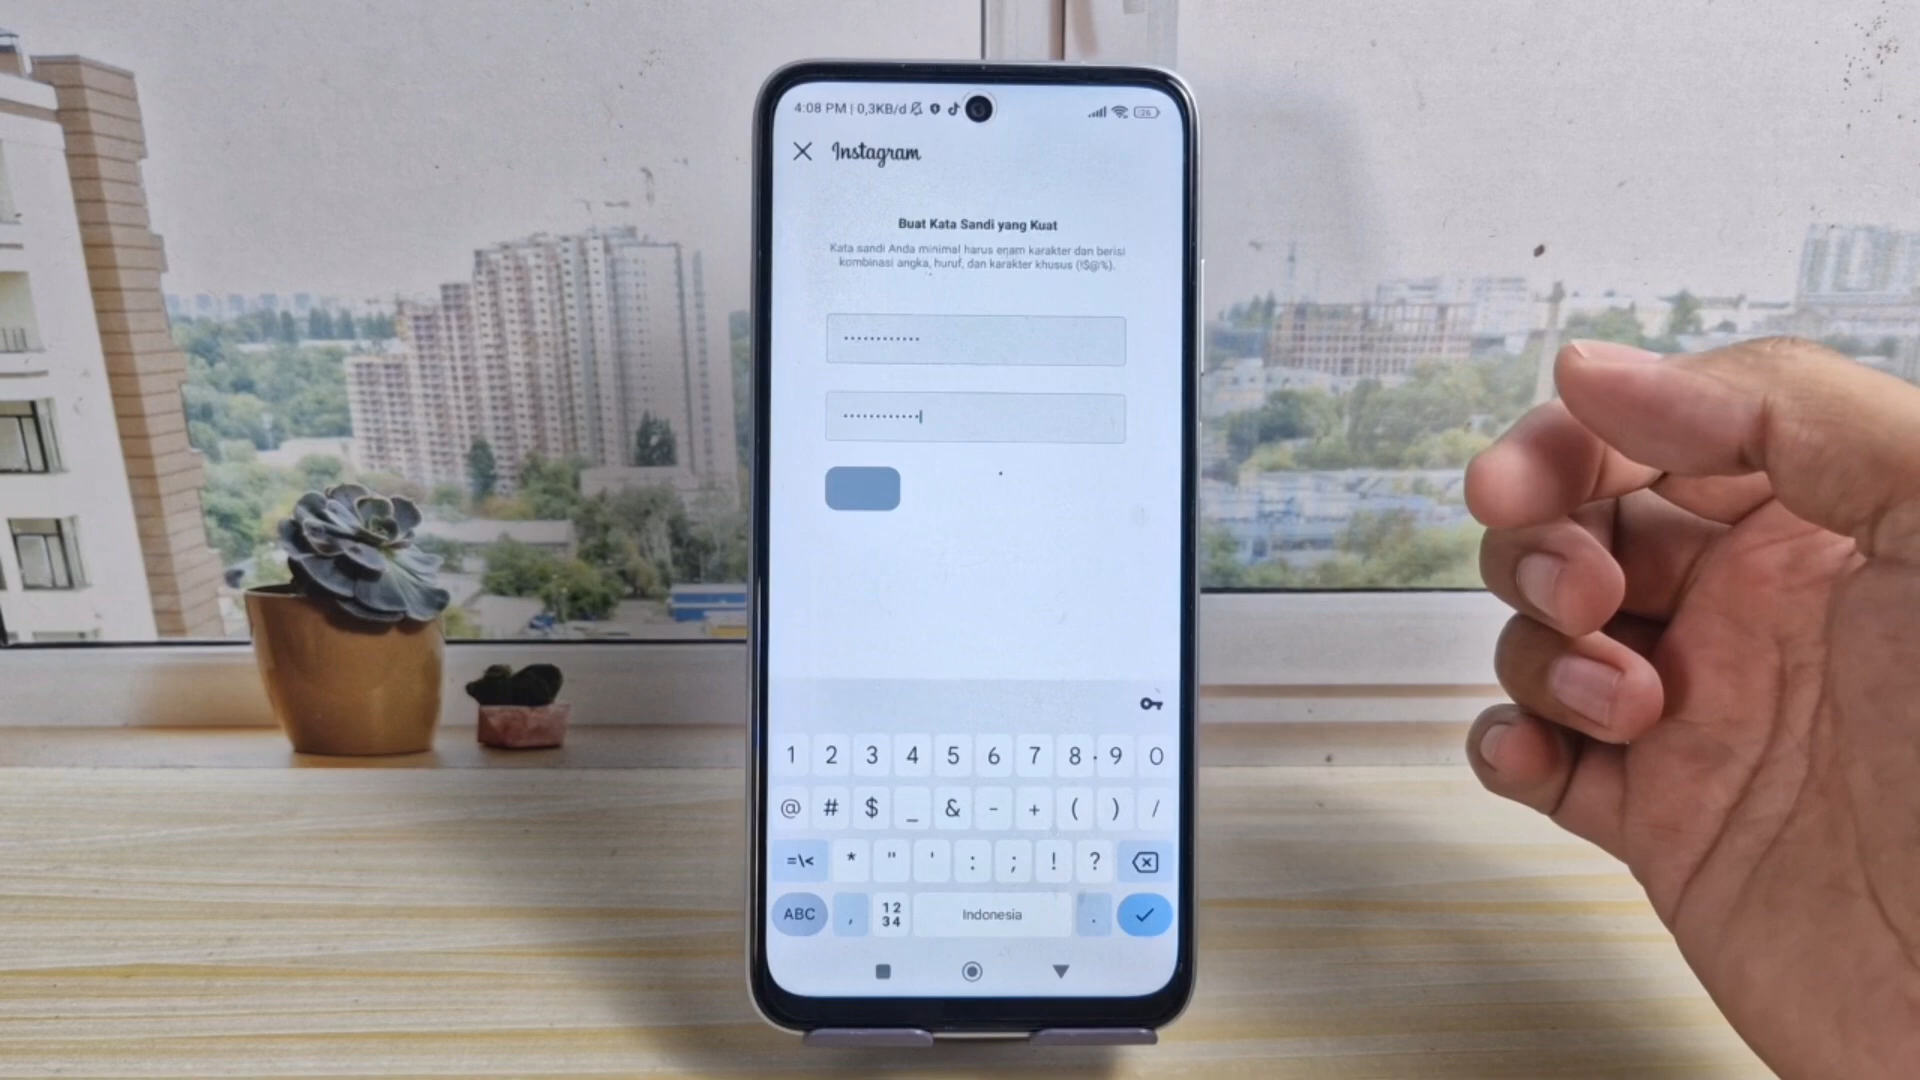 4:08 PM | 0,3KB/d
26
Instagram
Buat Kata Sandi yang Kuat
Kata sandi Anda minimal harus enam karakter dan berisi
kombinasi angka, huruf, dan karakter khusus (!$@%).
••••••••••••
••••••••••••
1 2 3 4 5 6 7 8 9 0
@ # $ _ & - + ( ) /
=\< * " ' : ; ! ?
ABC , 12 34 Indonesia .